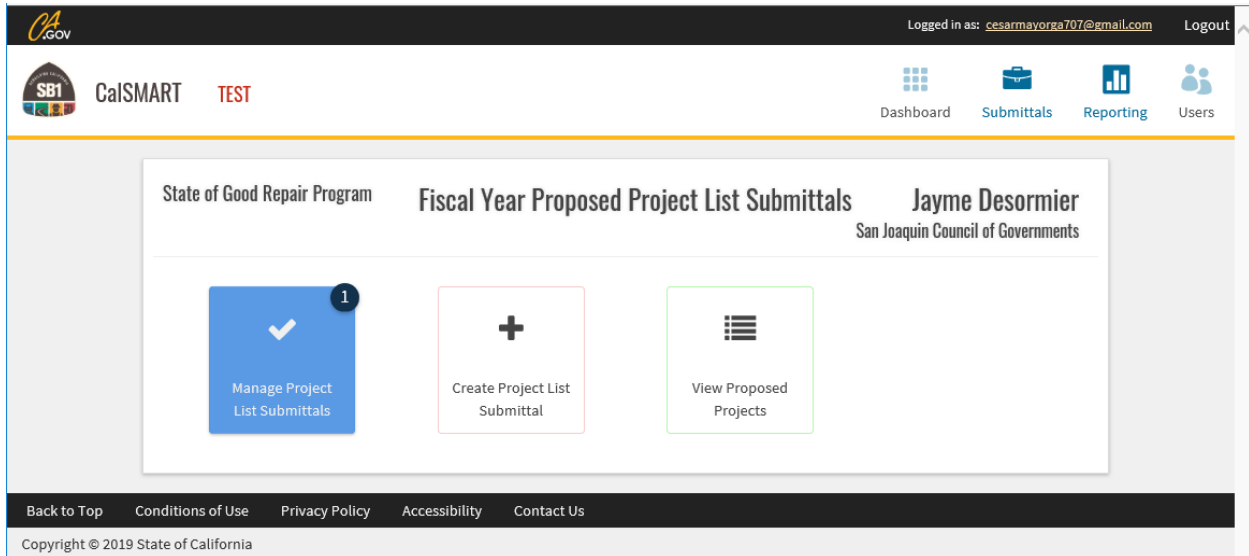 CA.GOV
Logged in as: cesarmayorga707@gmail.com Logout
SB1
CalSMART TEST
Dashboard Submittals Reporting Users
State of Good Repair Program
Fiscal Year Proposed Project List Submittals
Jayme Desormier
San Joaquin Council of Governments
1
Manage Project
List Submittals
Create Project List
Submittal
View Proposed
Projects
Back to Top Conditions of Use Privacy Policy Accessibility Contact Us
Copyright © 2019 State of California